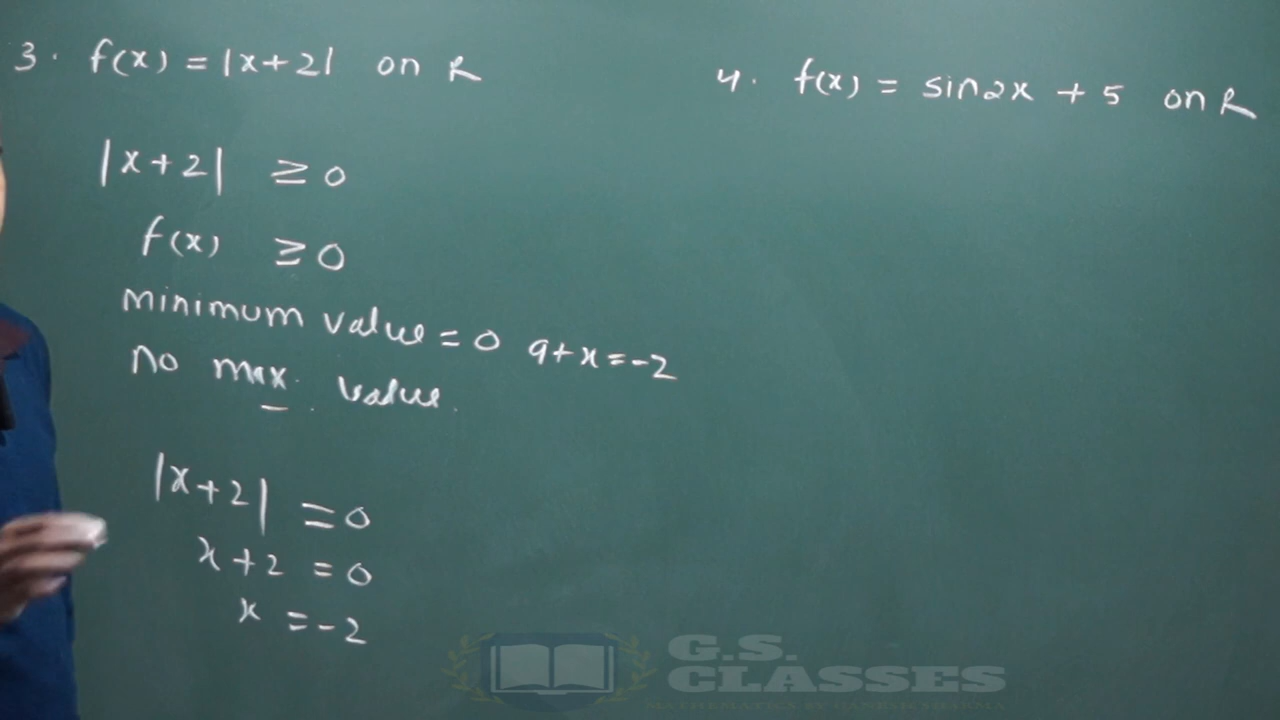 3. f(x) = |x+2| on R
|x+2| ≥ 0
f(x) ≥ 0
minimum value = 0 at x = -2
no max. value.
|x+2| = 0
x+2 = 0
x = -2
4. f(x) = sin2x + 5 on R
G.S.
CLASSES